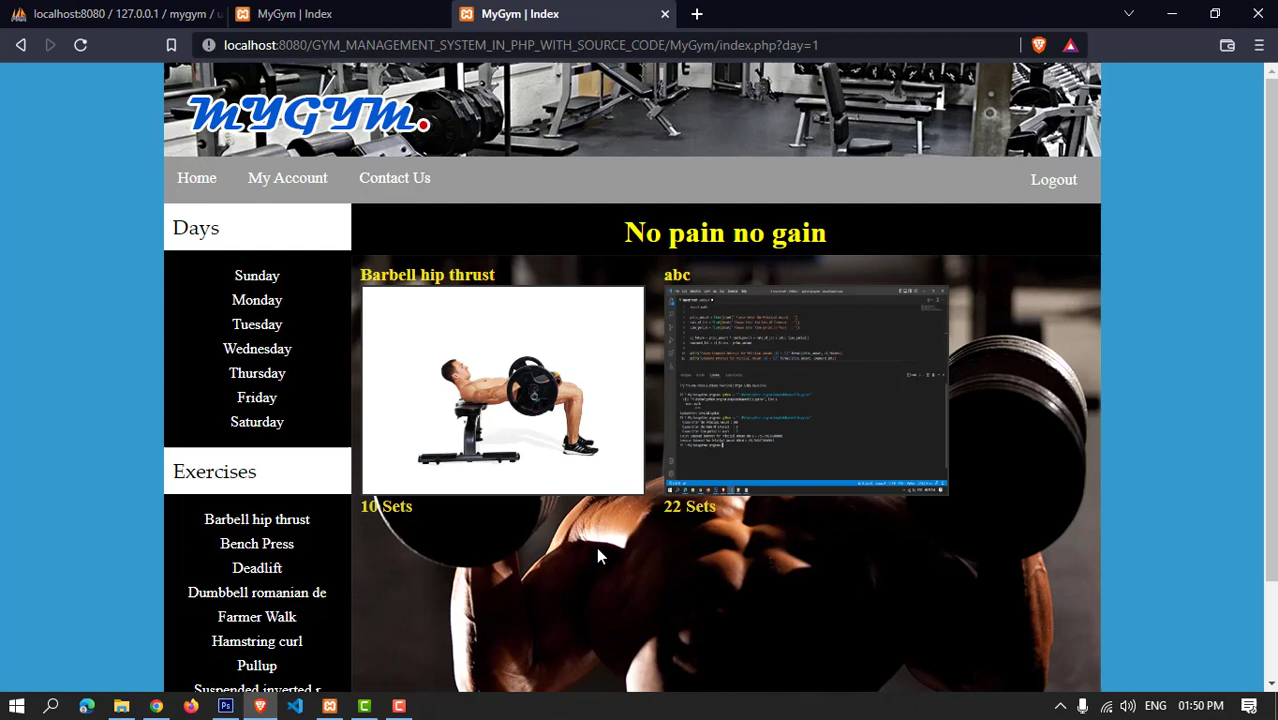 localhost:8080 / 127.0.0.1 / mygym / u
MyGym | Index
MyGym | Index
localhost:8080/GYM_MANAGEMENT_SYSTEM_IN_PHP_WITH_SOURCE_CODE/MyGym/index.php?day=1
MYGYM.
Home
My Account
Contact Us
Logout
Days
No pain no gain
Sunday
Monday
Tuesday
Wednesday
Thursday
Friday
Saturday
Exercises
Barbell hip thrust
Bench Press
Deadlift
Dumbbell romanian de
Farmer Walk
Hamstring curl
Pullup
Suspended inverted r
Barbell hip thrust
abc
10 Sets
22 Sets
ENG
01:50 PM